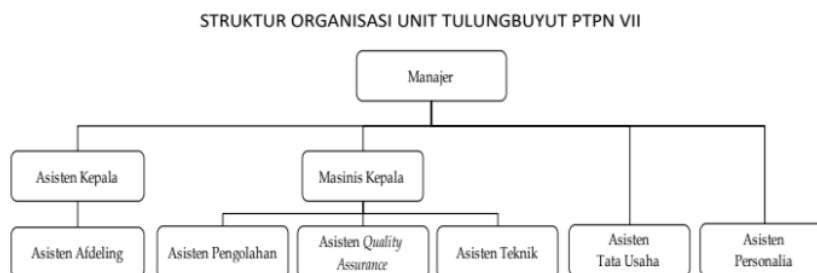 STRUKTUR ORGANISASI UNIT TULUNGBUYUT PTPN VII
Manajer
Asisten Kepala
Masinis Kepala
Asisten Afdeling
Asisten Pengolahan
Asisten Quality
Assurance
Asisten Teknik
Asisten
Tata Usaha
Asisten
Personalia